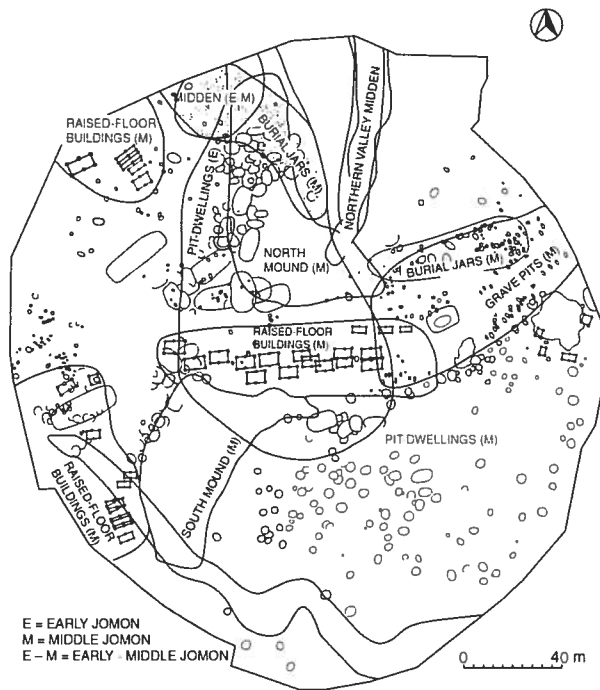 MIDDEN (E M)
RAISED-FLOOR
BUILDINGS (M)
BURIAL JARS (M)
NORTHERN VALLEY MIDDEN
PIT-DWELLINGS (E)
NORTH
MOUND (M)
BURIAL JARS (M)
GRAVE PITS (M)
RAISED-FLOOR
BUILDINGS (M)
PIT DWELLINGS (M)
SOUTH MOUND (M)
RAISED-FLOOR
BUILDINGS (M)
E = EARLY JOMON
M = MIDDLE JOMON
E – M = EARLY - MIDDLE JOMON
0 40 m